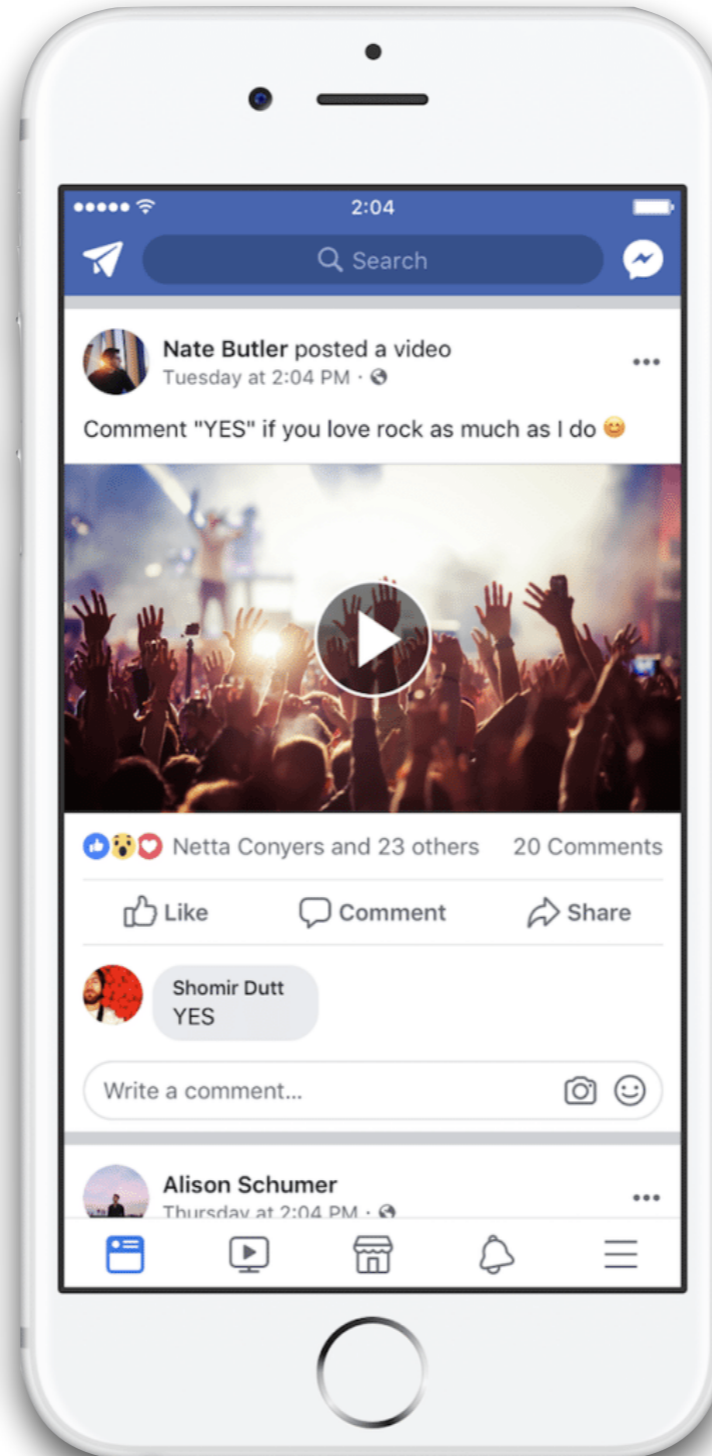 2:04
Search
Nate Butler posted a video
Tuesday at 2:04 PM ·
Comment "YES" if you love rock as much as I do 😊
Netta Conyers and 23 others 20 Comments
Like Comment Share
Shomir Dutt
YES
Write a comment...
Alison Schumer
Thursday at 2:04 PM ·